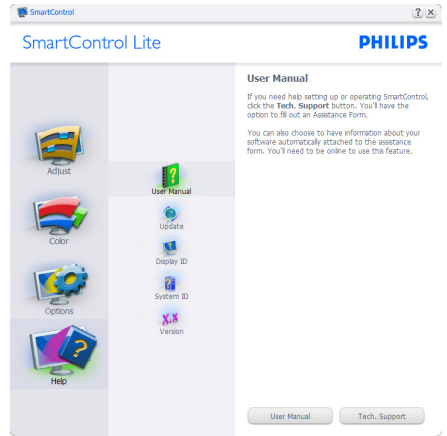 SmartControl
? x
SmartControl Lite
PHILIPS
Adjust
Color
Options
Help
User Manual
Update
Display ID
System ID
X.X
Version
User Manual
If you need help setting up or operating SmartControl,
click the Tech. Support button. You'll have the
option to fill out an Assistance Form.
You can also choose to have information about your
software automatically attached to the assistance
form. You'll need to be online to use this feature.
User Manual
Tech. Support